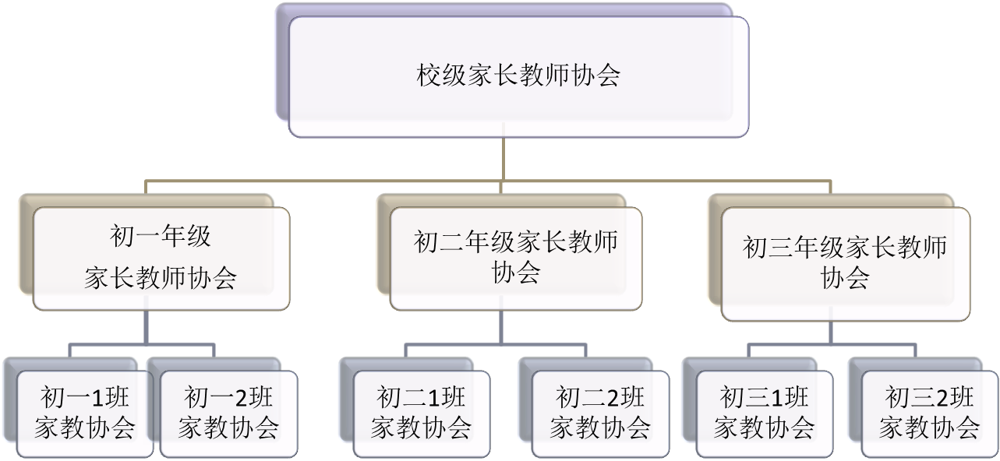 校级家长教师协会
初一年级
家长教师协会
初二年级家长教师
协会
初三年级家长教师
协会
初一1班
家教协会
初一2班
家教协会
初二1班
家教协会
初二2班
家教协会
初三1班
家教协会
初三2班
家教协会